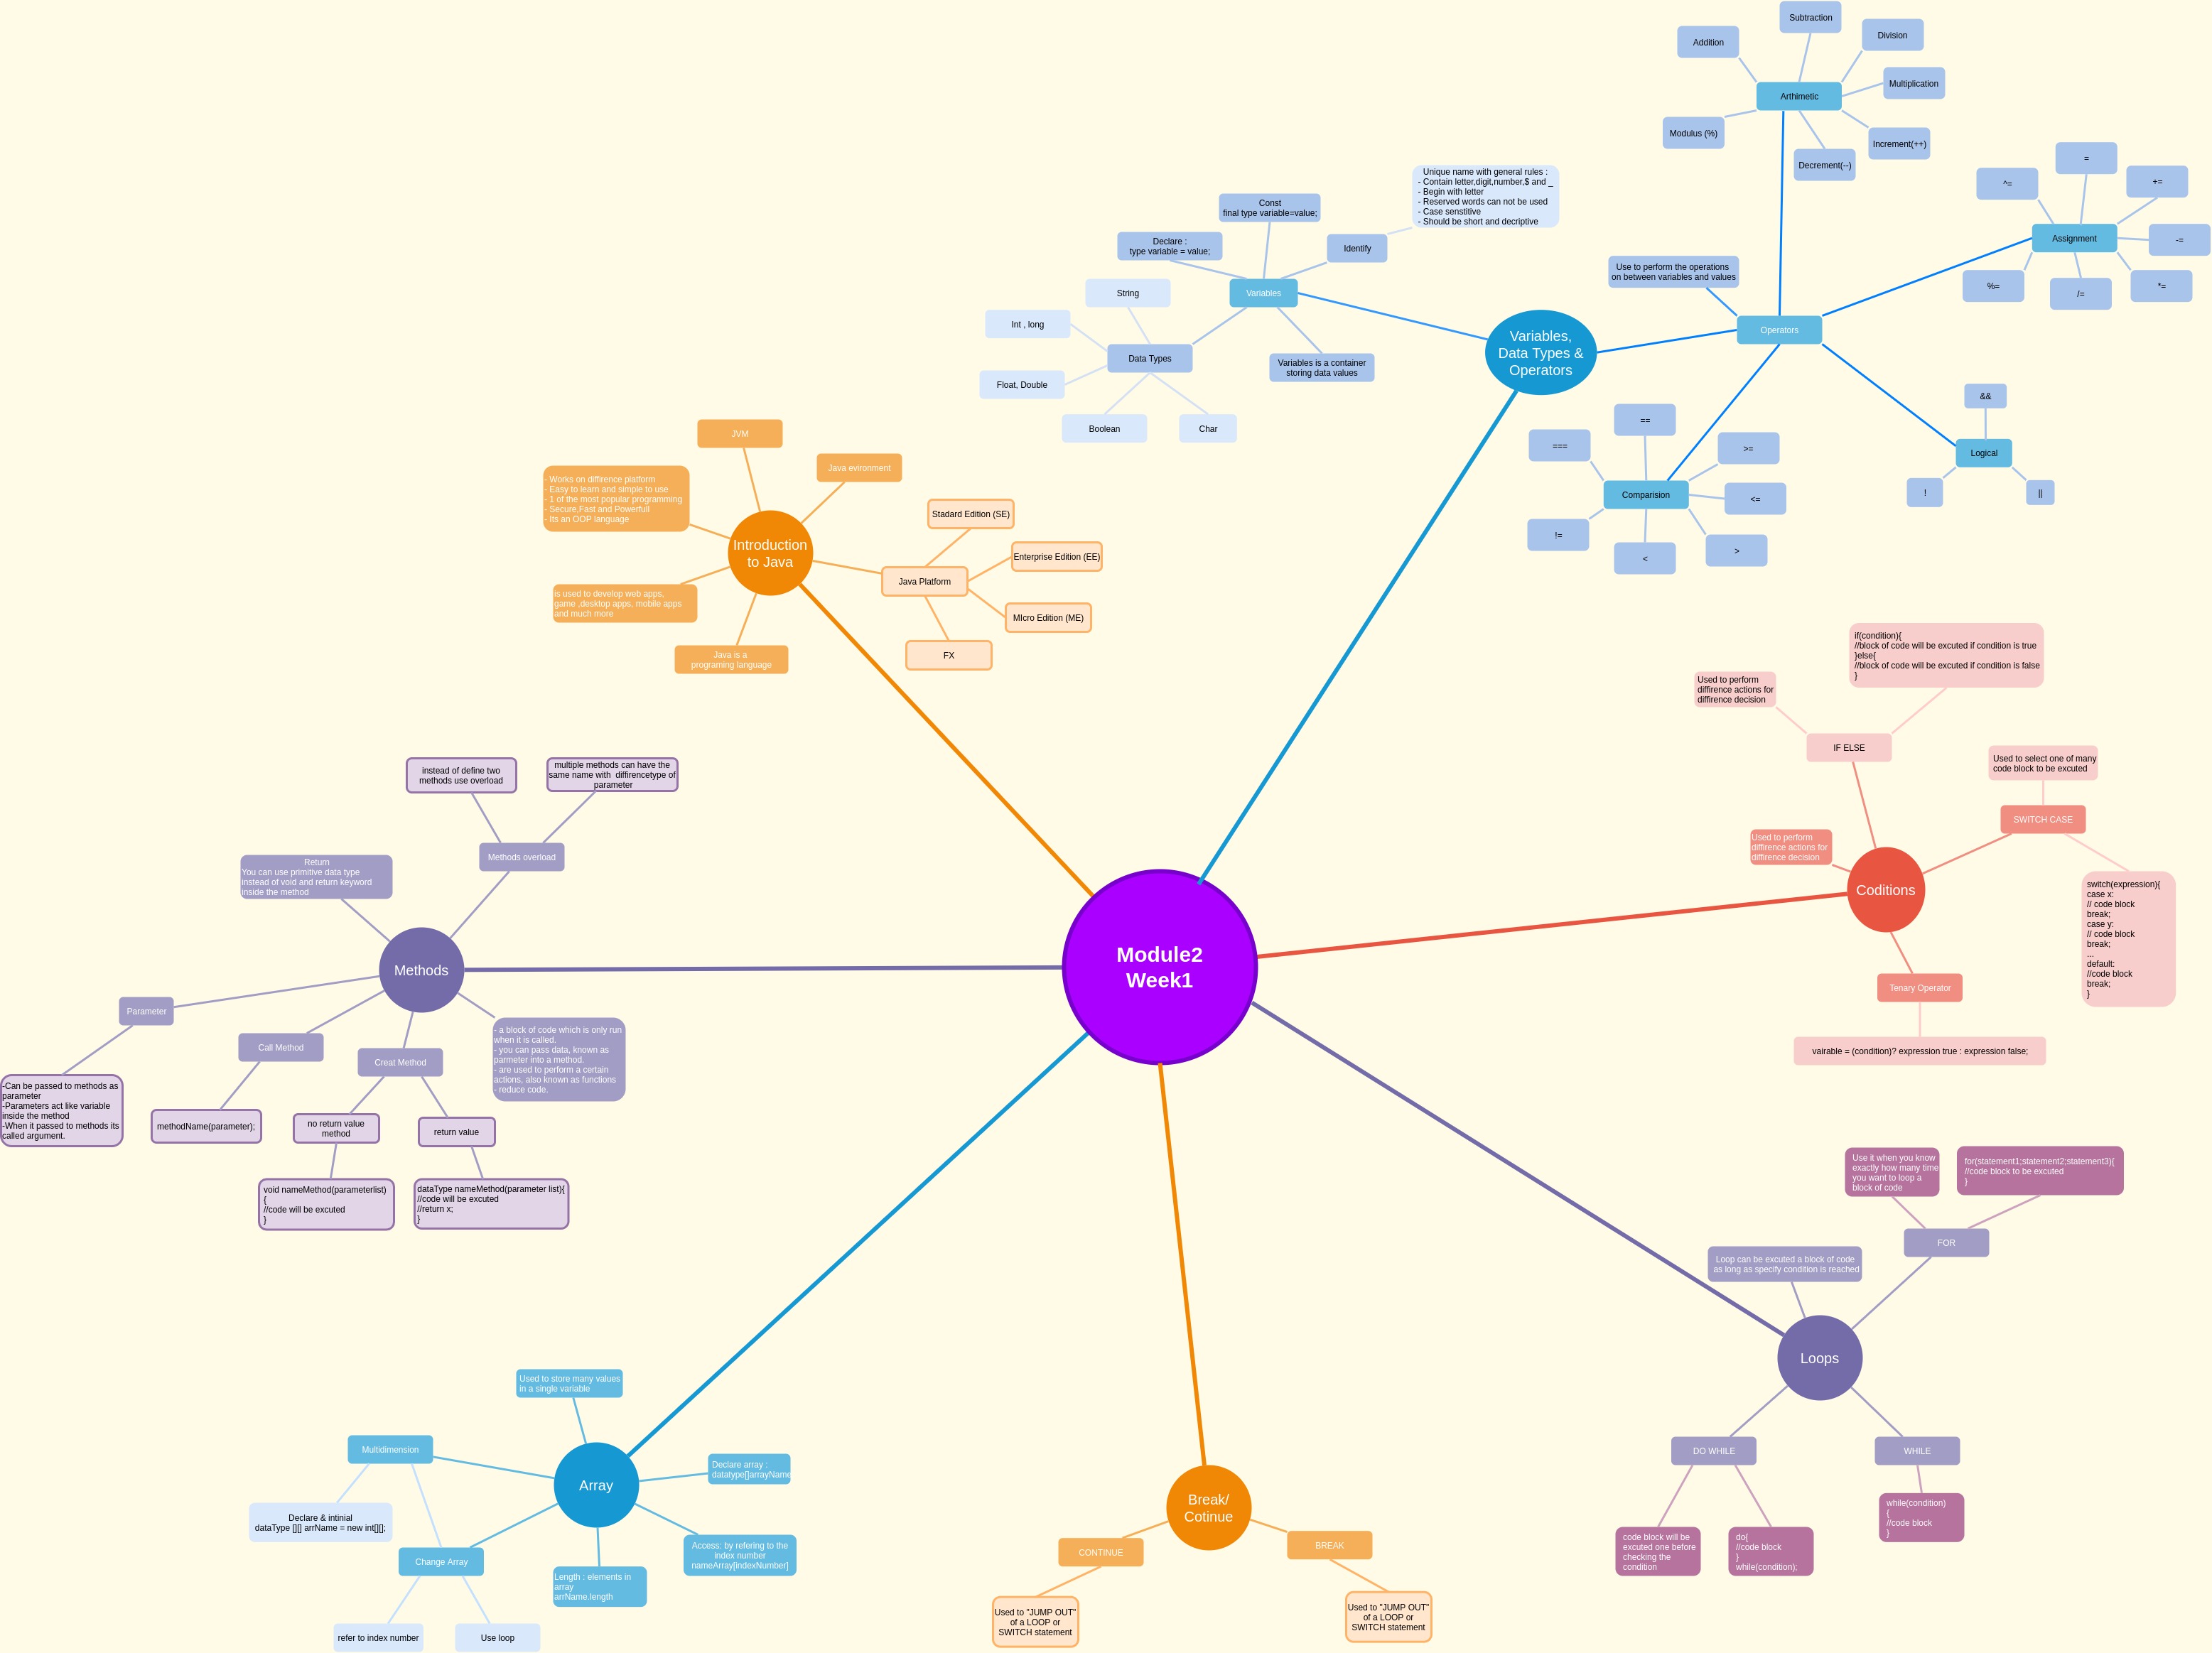 Module2
Week1
Introduction
to Java
JVM
Java evironment
- Works on diffirence platform
- Easy to learn and simple to use
- 1 of the most popular programming
- Secure,Fast and Powerfull
- Its an OOP language
is used to develop web apps,
game ,desktop apps, mobile apps
and much more
Java is a
programing language
Java Platform
Stadard Edition (SE)
Enterprise Edition (EE)
MIcro Edition (ME)
FX
Variables,
Data Types &
Operators
Variables
Declare :
type variable = value;
Const
final type variable=value;
Identify
Unique name with general rules :
- Contain letter,digit,number,$ and _
- Begin with letter
- Reserved words can not be used
- Case senstitive
- Should be short and decriptive
Variables is a container
storing data values
Data Types
String
Int , long
Float, Double
Boolean
Char
Operators
Use to perform the operations
on between variables and values
Arthimetic
Addition
Subtraction
Division
Multiplication
Increment(++)
Decrement(--)
Modulus (%)
Assignment
^=
=
+=
-=
*=
/=
%=
Logical
&&
!
||
Comparision
===
==
>=
<=
>
<
!=
Coditions
Used to perform
diffirence actions for
diffirence decision
IF ELSE
Used to perform
diffirence actions for
diffirence decision
if(condition){
//block of code will be excuted if condition is true
}else{
//block of code will be excuted if condition is false
}
SWITCH CASE
Used to select one of many
code block to be excuted
switch(expression){
case x:
// code block
break;
case y:
// code block
break;
...
default:
//code block
break;
}
Tenary Operator
vairable = (condition)? expression true : expression false;
Loops
Loop can be excuted a block of code
as long as specify condition is reached
FOR
Use it when you know
exactly how many time
you want to loop a
block of code
for(statement1;statement2;statement3){
//code block to be excuted
}
WHILE
while(condition)
{
//code block
}
DO WHILE
code block will be
excuted one before
checking the
condition
do{
//code block
}
while(condition);
Break/
Cotinue
CONTINUE
Used to "JUMP OUT"
of a LOOP or
SWITCH statement
BREAK
Used to "JUMP OUT"
of a LOOP or
SWITCH statement
Array
Used to store many values
in a single variable
Declare array :
datatype[]arrayName
Access: by refering to the
index number
nameArray[indexNumber]
Length : elements in
array
arrName.length
Multidimension
Declare & intinial
dataType [][] arrName = new int[][];
Change Array
refer to index number
Use loop
Methods
Return
You can use primitive data type
instead of void and return keyword
inside the method
Methods overload
instead of define two
methods use overload
multiple methods can have the
same name with  diffirencetype of
parameter
Parameter
-Can be passed to methods as
parameter
-Parameters act like variable
inside the method
-When it passed to methods its
called argument.
Call Method
methodName(parameter);
Creat Method
no return value
method
void nameMethod(parameterlist)
{
//code will be excuted
}
return value
dataType nameMethod(parameter list){
//code will be excuted
//return x;
}
- a block of code which is only run
when it is called.
- you can pass data, known as
parmeter into a method.
- are used to perform a certain
actions, also known as functions
- reduce code.